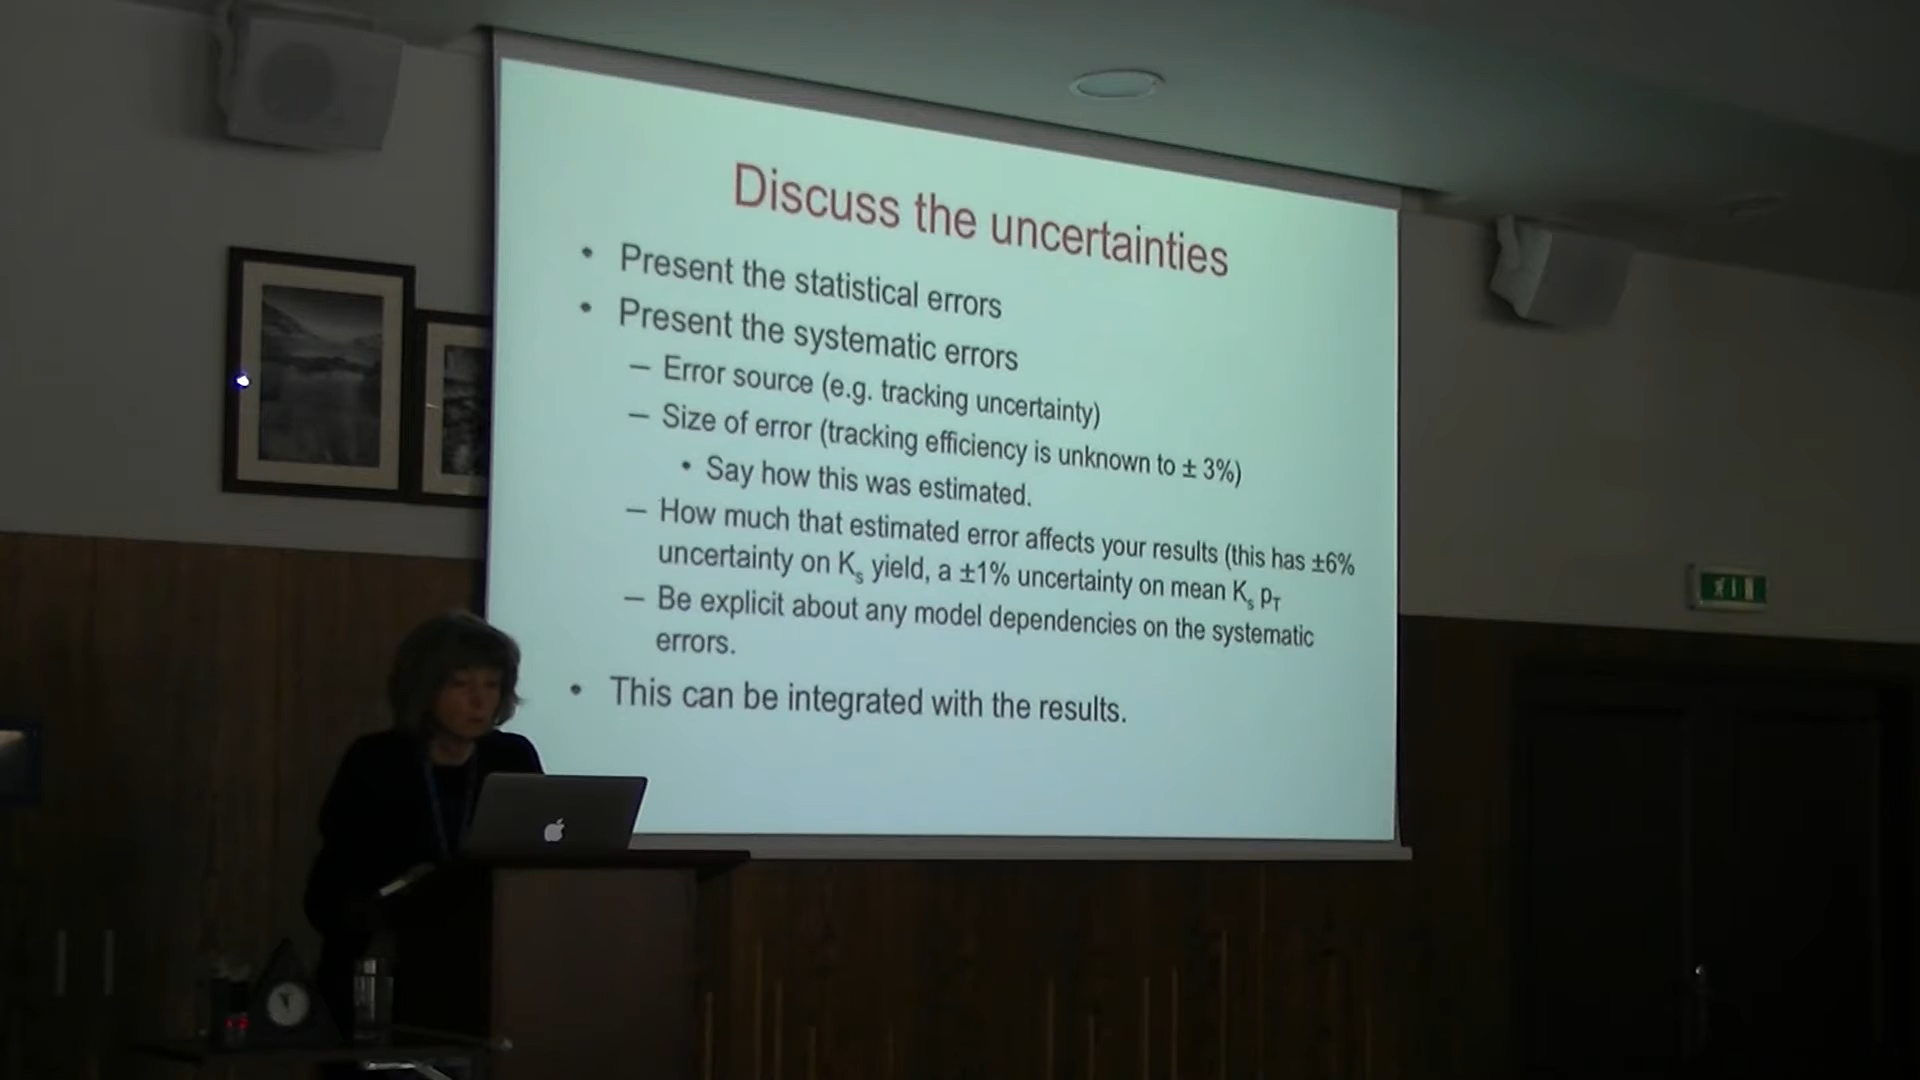 Discuss the uncertainties
• Present the statistical errors
• Present the systematic errors
– Error source (e.g. tracking uncertainty)
– Size of error (tracking efficiency is unknown to ± 3%)
• Say how this was estimated.
– How much that estimated error affects your results (this has ±6%
uncertainty on Ks yield, a ±1% uncertainty on mean Ks pT
– Be explicit about any model dependencies on the systematic
errors.
• This can be integrated with the results.